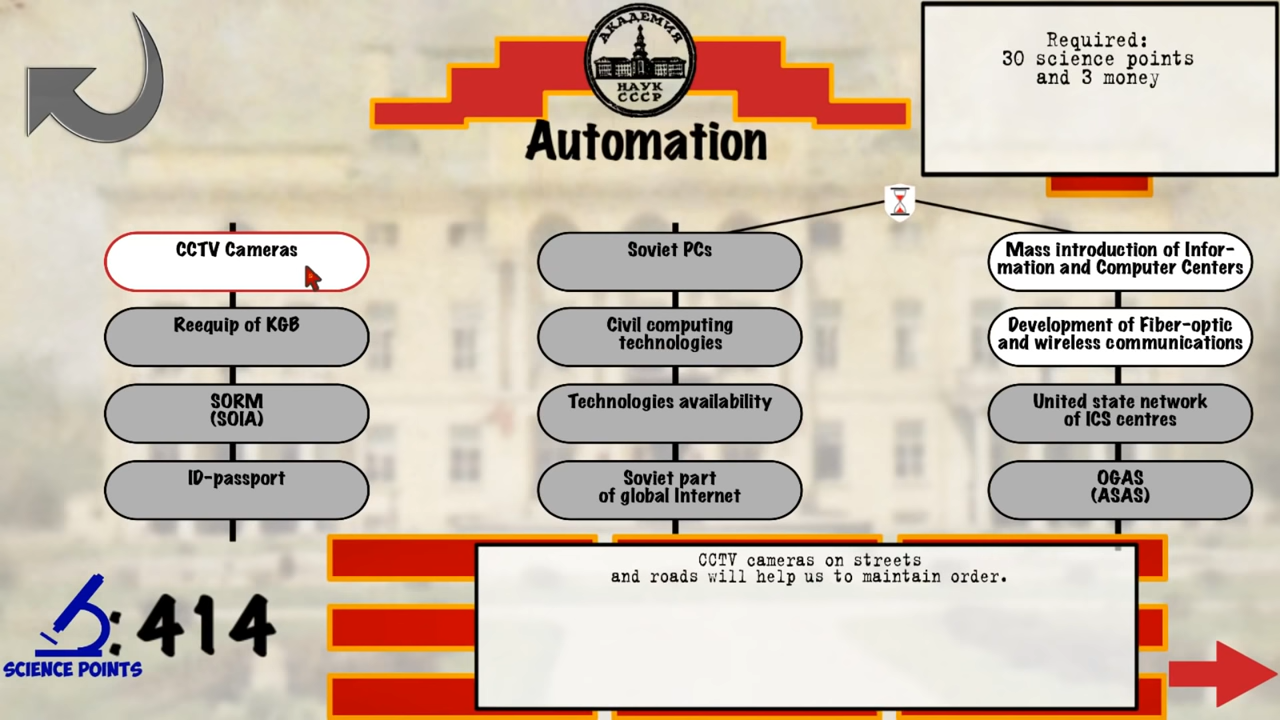 АКАДЕМИЯ
НАУК
СССР
Automation
Required:
30 science points
and 3 money
CCTV Cameras
Reequip of KGB
SORM
(SOIA)
ID-passport
Soviet PCs
Civil computing
technologies
Technologies availability
Soviet part
of global Internet
Mass introduction of Infor-
mation and Computer Centers
Development of Fiber-optic
and wireless communications
United state network
of ICS centres
OGAS
(ASAS)
CCTV cameras on streets
and roads will help us to maintain order.
: 414
SCIENCE POINTS